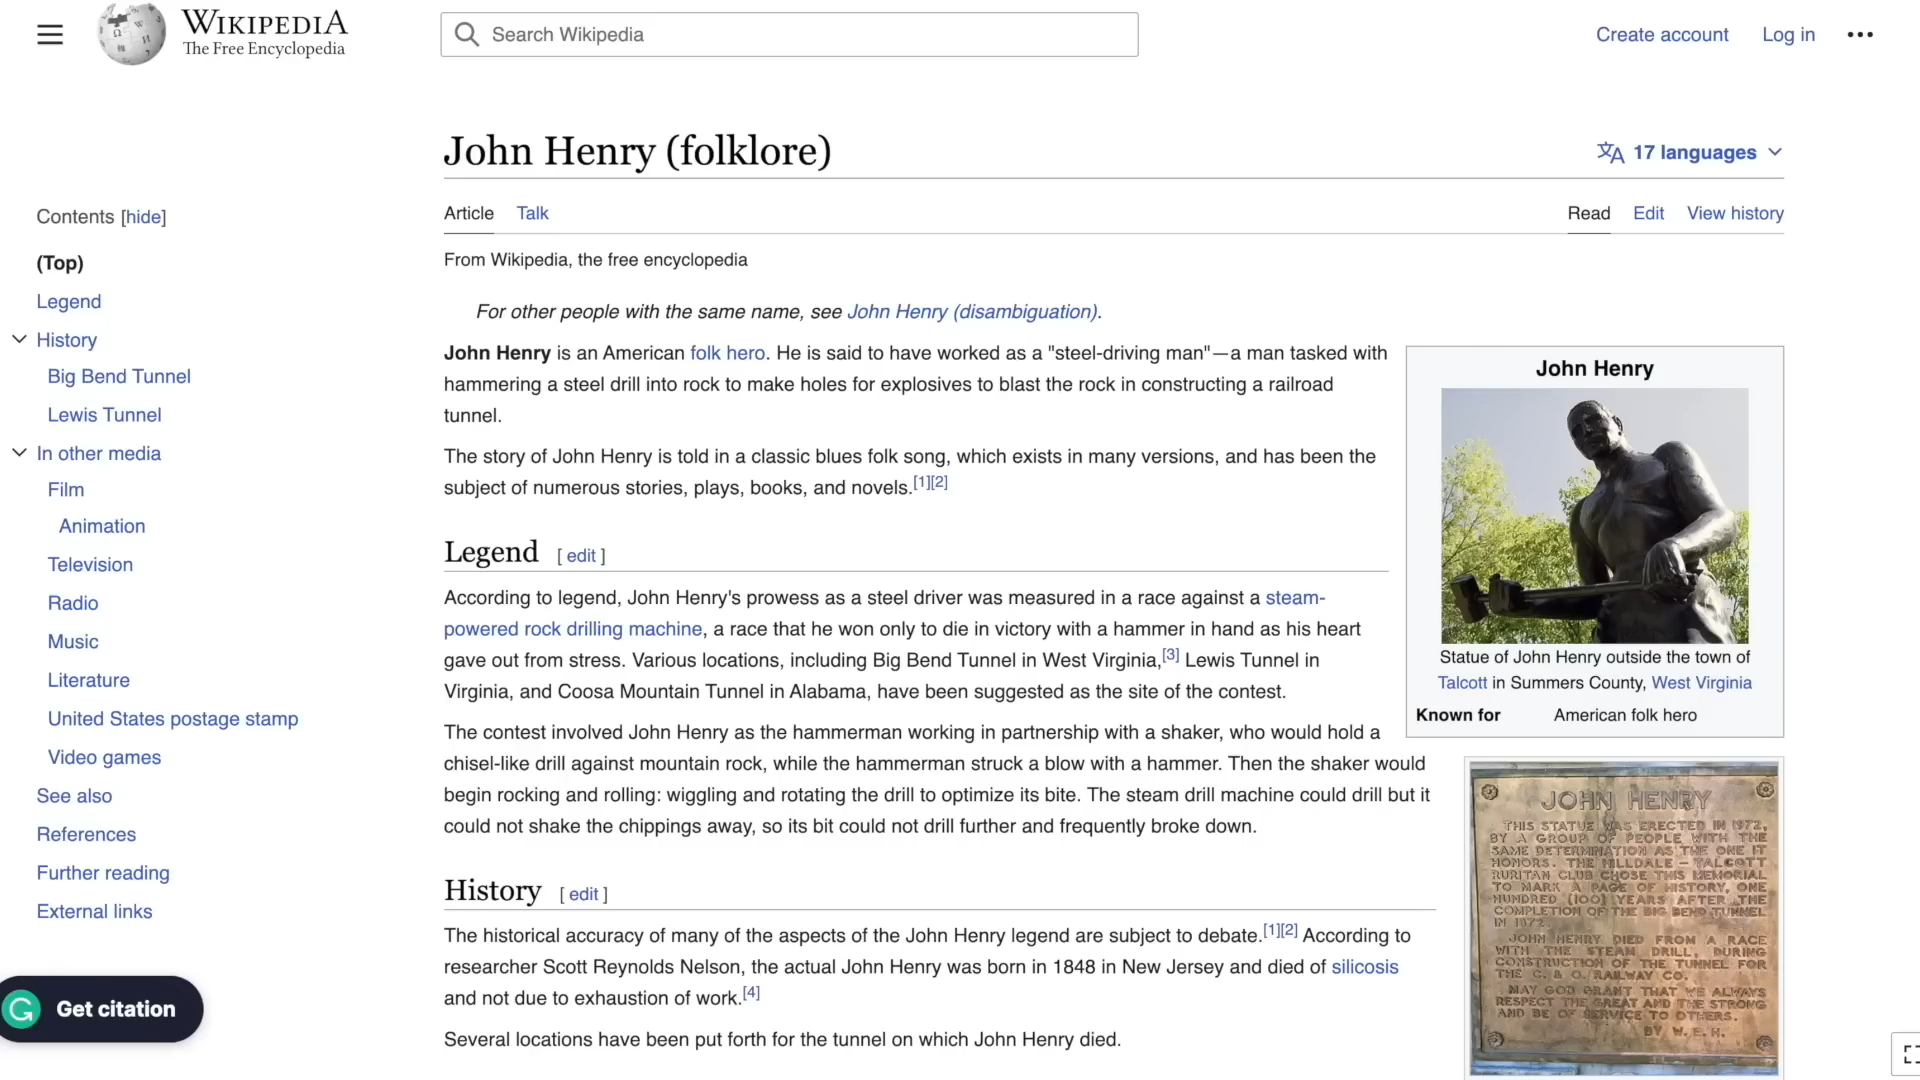 WIKIPEDIA
The Free Encyclopedia
Search Wikipedia
Create account
Log in
John Henry (folklore)
17 languages
Article
Talk
Read
Edit
View history
From Wikipedia, the free encyclopedia
Contents [hide]
(Top)
Legend
History
Big Bend Tunnel
Lewis Tunnel
In other media
Film
Animation
Television
Radio
Music
Literature
United States postage stamp
Video games
See also
References
Further reading
External links
Get citation
For other people with the same name, see John Henry (disambiguation).
John Henry is an American folk hero. He is said to have worked as a "steel-driving man"—a man tasked with
hammering a steel drill into rock to make holes for explosives to blast the rock in constructing a railroad
tunnel.
The story of John Henry is told in a classic blues folk song, which exists in many versions, and has been the
subject of numerous stories, plays, books, and novels.[1][2]
Legend [ edit ]
According to legend, John Henry's prowess as a steel driver was measured in a race against a steam-
powered rock drilling machine, a race that he won only to die in victory with a hammer in hand as his heart
gave out from stress. Various locations, including Big Bend Tunnel in West Virginia,[3] Lewis Tunnel in
Virginia, and Coosa Mountain Tunnel in Alabama, have been suggested as the site of the contest.
The contest involved John Henry as the hammerman working in partnership with a shaker, who would hold a
chisel-like drill against mountain rock, while the hammerman struck a blow with a hammer. Then the shaker would
begin rocking and rolling: wiggling and rotating the drill to optimize its bite. The steam drill machine could drill but it
could not shake the chippings away, so its bit could not drill further and frequently broke down.
History [ edit ]
The historical accuracy of many of the aspects of the John Henry legend are subject to debate.[1][2] According to
researcher Scott Reynolds Nelson, the actual John Henry was born in 1848 in New Jersey and died of silicosis
and not due to exhaustion of work.[4]
Several locations have been put forth for the tunnel on which John Henry died.
John Henry
Statue of John Henry outside the town of
Talcott in Summers County, West Virginia
Known for American folk hero
JOHN HENRY
THIS STATUE WAS ERECTED IN 1972,
BY A GROUP OF PEOPLE WITH THE
SAME DETERMINATION AS THE ONE IT
HONORS. THE HILLDALE - TALCOTT
RURITAN CLUB CHOSE THIS MEMORIAL
TO MARK A PAGE OF HISTORY, ONE
HUNDRED (100) YEARS AFTER THE
COMPLETION OF THE BIG BEND TUNNEL
IN 1872.
JOHN HENRY DIED FROM A RACE
WITH THE STEAM DRILL, DURING
CONSTRUCTION OF THE TUNNEL FOR
THE C. & O. RAILWAY CO.
MAY GOD GRANT THAT WE ALWAYS
RESPECT THE GREAT AND THE STRONG
AND BE OF SERVICE TO OTHERS.
BY W. E. H.